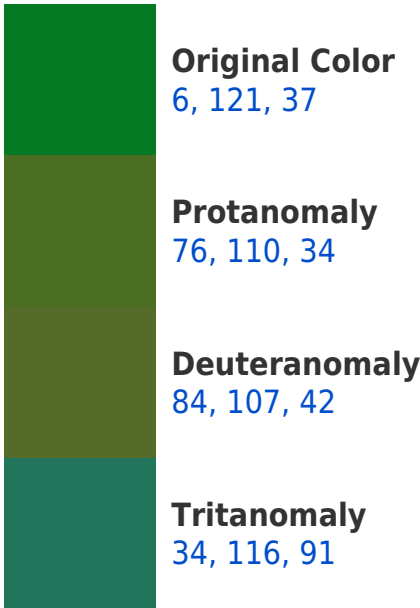 Original Color
6, 121, 37
Protanomaly
76, 110, 34
Deuteranomaly
84, 107, 42
Tritanomaly
34, 116, 91